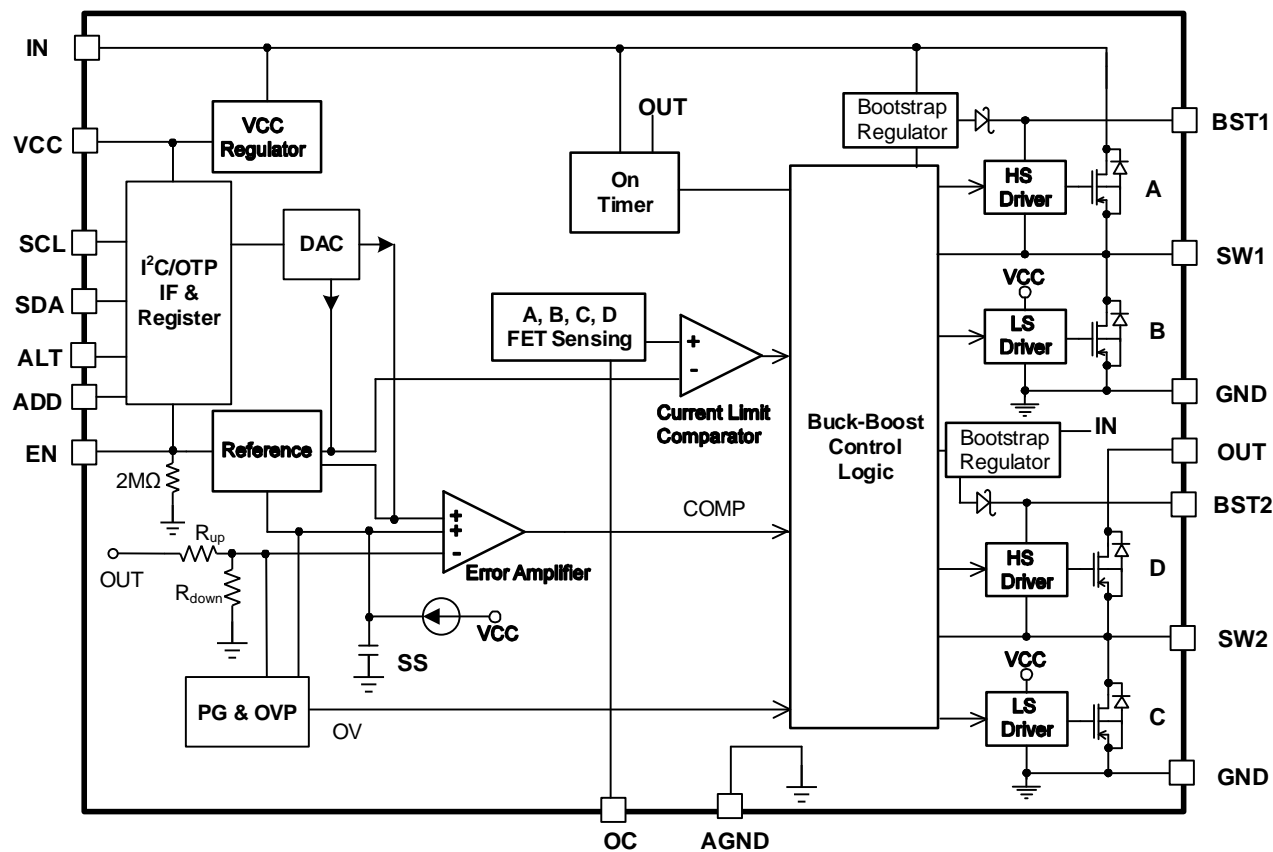 IN
VCC
SCL
SDA
ALT
ADD
EN
VCC
Regulator
I²C/OTP
IF &
Register
DAC
Reference
2MΩ
OUT
Rup
Rdown
PG & OVP
OV
SS
VCC
Error Amplifier
COMP
OUT
On
Timer
A, B, C, D
FET Sensing
+
-
Current Limit
Comparator
+
+
-
Buck-Boost
Control
Logic
Bootstrap
Regulator
HS
Driver
A
VCC
LS
Driver
B
Bootstrap
Regulator
IN
HS
Driver
D
VCC
LS
Driver
C
BST1
SW1
GND
OUT
BST2
SW2
GND
OC
AGND